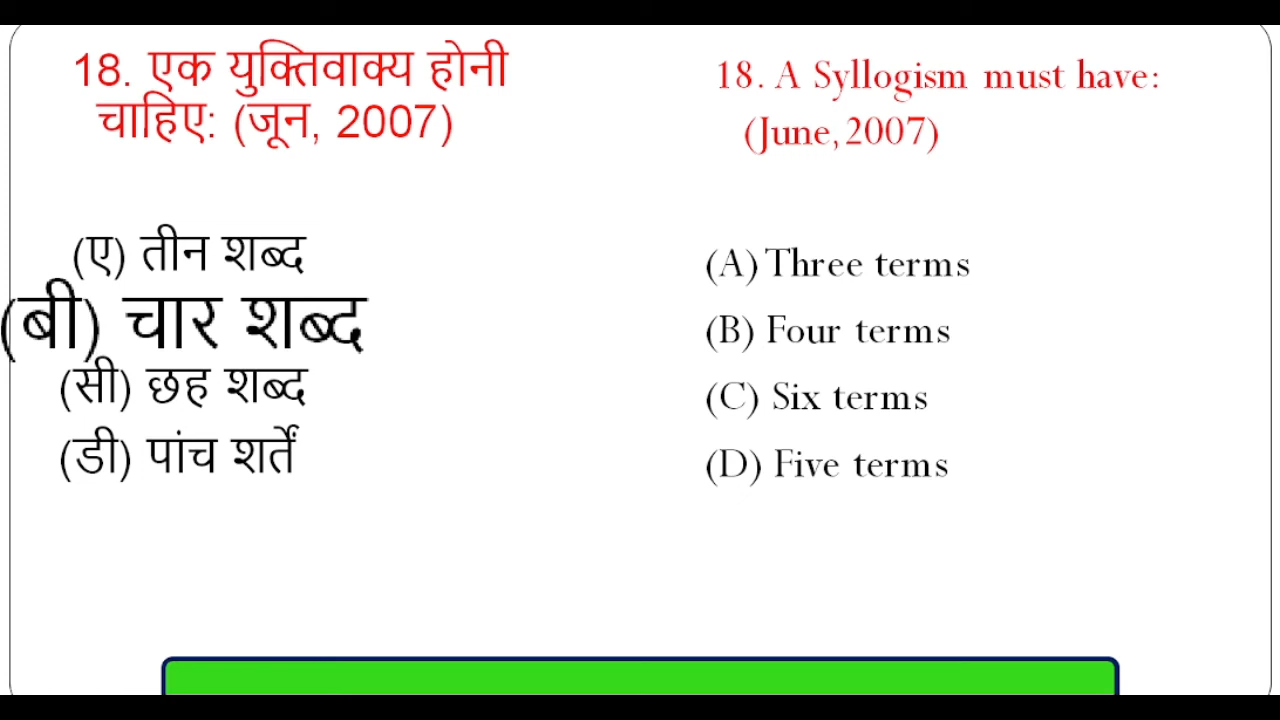 18. एक युक्तिवाक्य होनी
चाहिए: (जून, 2007)
(ए) तीन शब्द
(बी) चार शब्द
(सी) छह शब्द
(डी) पांच शर्तें
18. A Syllogism must have:
(June,2007)
(A) Three terms
(B) Four terms
(C) Six terms
(D) Five terms